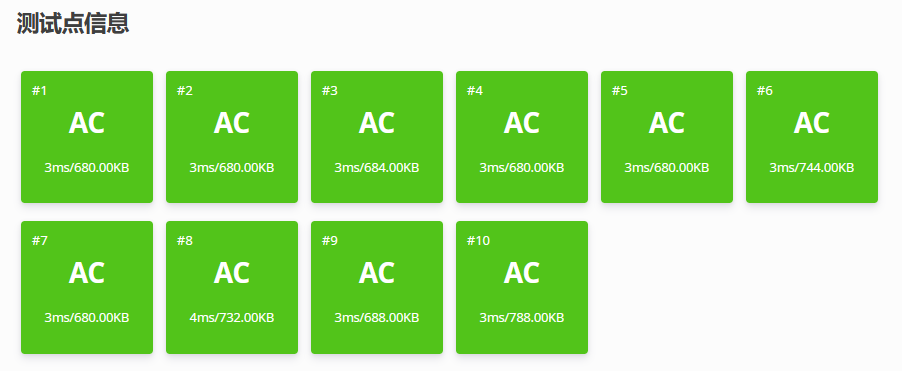 测试点信息
#1
AC
3ms/680.00KB
#2
AC
3ms/680.00KB
#3
AC
3ms/684.00KB
#4
AC
3ms/680.00KB
#5
AC
3ms/680.00KB
#6
AC
3ms/744.00KB
#7
AC
3ms/680.00KB
#8
AC
4ms/732.00KB
#9
AC
3ms/688.00KB
#10
AC
3ms/788.00KB